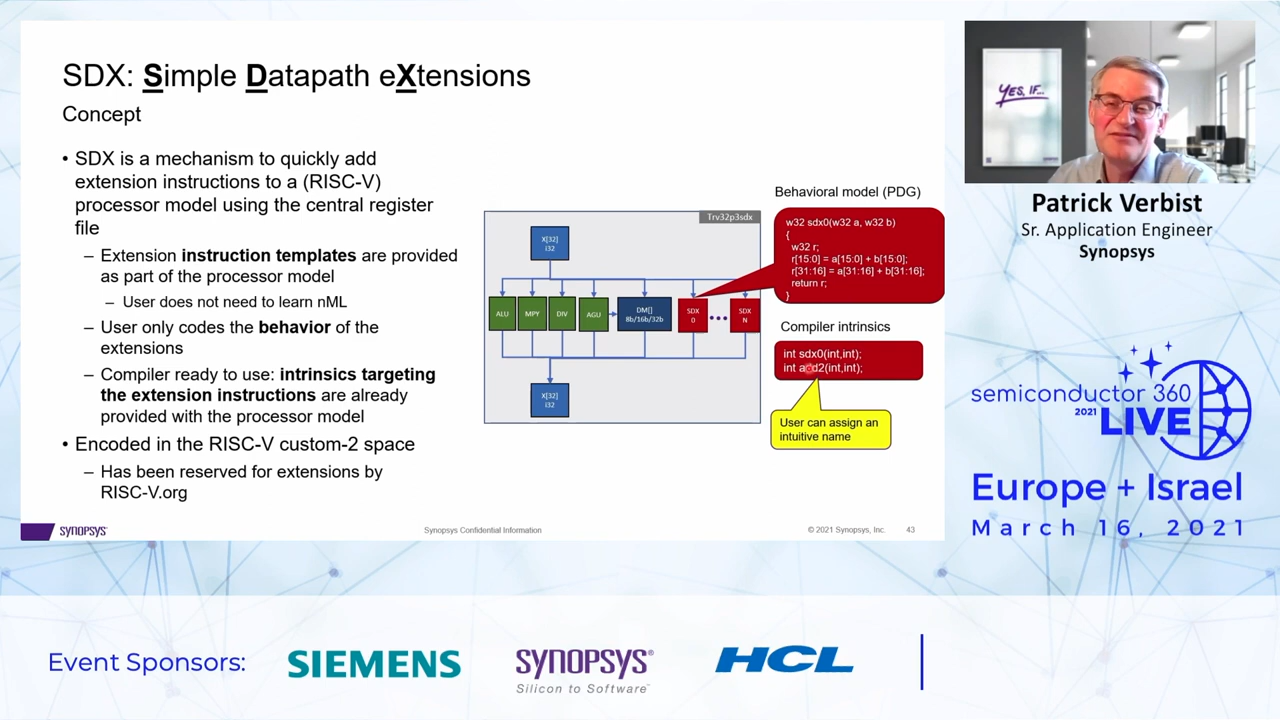 SDX: Simple Datapath eXtensions
Concept
• SDX is a mechanism to quickly add
extension instructions to a (RISC-V)
processor model using the central register
file
– Extension instruction templates are provided
as part of the processor model
– User does not need to learn nML
– User only codes the behavior of the
extensions
– Compiler ready to use: intrinsics targeting
the extension instructions are already
provided with the processor model
• Encoded in the RISC-V custom-2 space
– Has been reserved for extensions by
RISC-V.org
Trv32p3sdx
X[32]
i32
ALU
MPY
DIV
AGU
DM[]
8b/16b/32b
SDX
0
SDX
N
X[32]
i32
Behavioral model (PDG)
w32 sdx0(w32 a, w32 b)
{
w32 r;
r[15:0] = a[15:0] + b[15:0];
r[31:16] = a[31:16] + b[31:16];
return r;
}
Compiler intrinsics
int sdx0(int,int);
int add2(int,int);
User can assign an
intuitive name
SYNOPSYS
Synopsys Confidential Information
© 2021 Synopsys, Inc.
43
YES, IF...
Patrick Verbist
Sr. Application Engineer
Synopsys
semiconductor 360
2021 LIVE
Europe + Israel
March 16, 2021
Event Sponsors:
SIEMENS
SYNOPSYS®
Silicon to Software™
HCL